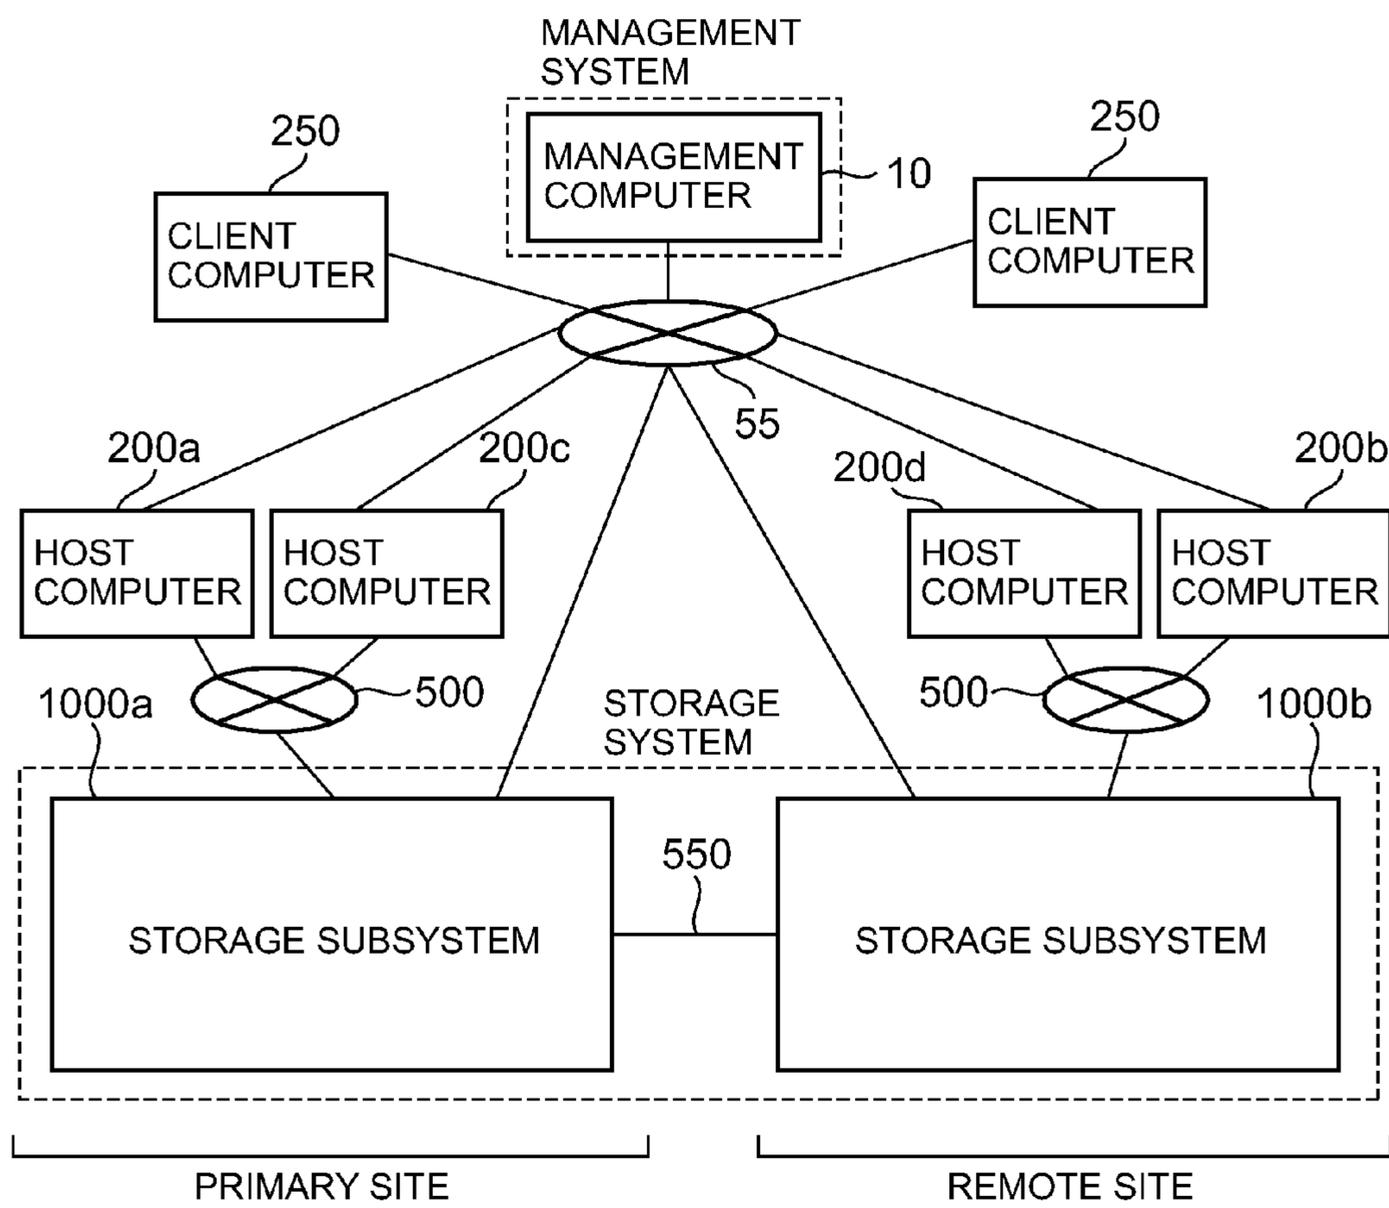 MANAGEMENT
SYSTEM
250
MANAGEMENT
COMPUTER
10
250
CLIENT
COMPUTER
CLIENT
COMPUTER
55
200a
200c
200d
200b
HOST
COMPUTER
HOST
COMPUTER
HOST
COMPUTER
HOST
COMPUTER
1000a
500
STORAGE
SYSTEM
500
1000b
550
STORAGE SUBSYSTEM
STORAGE SUBSYSTEM
PRIMARY SITE
REMOTE SITE